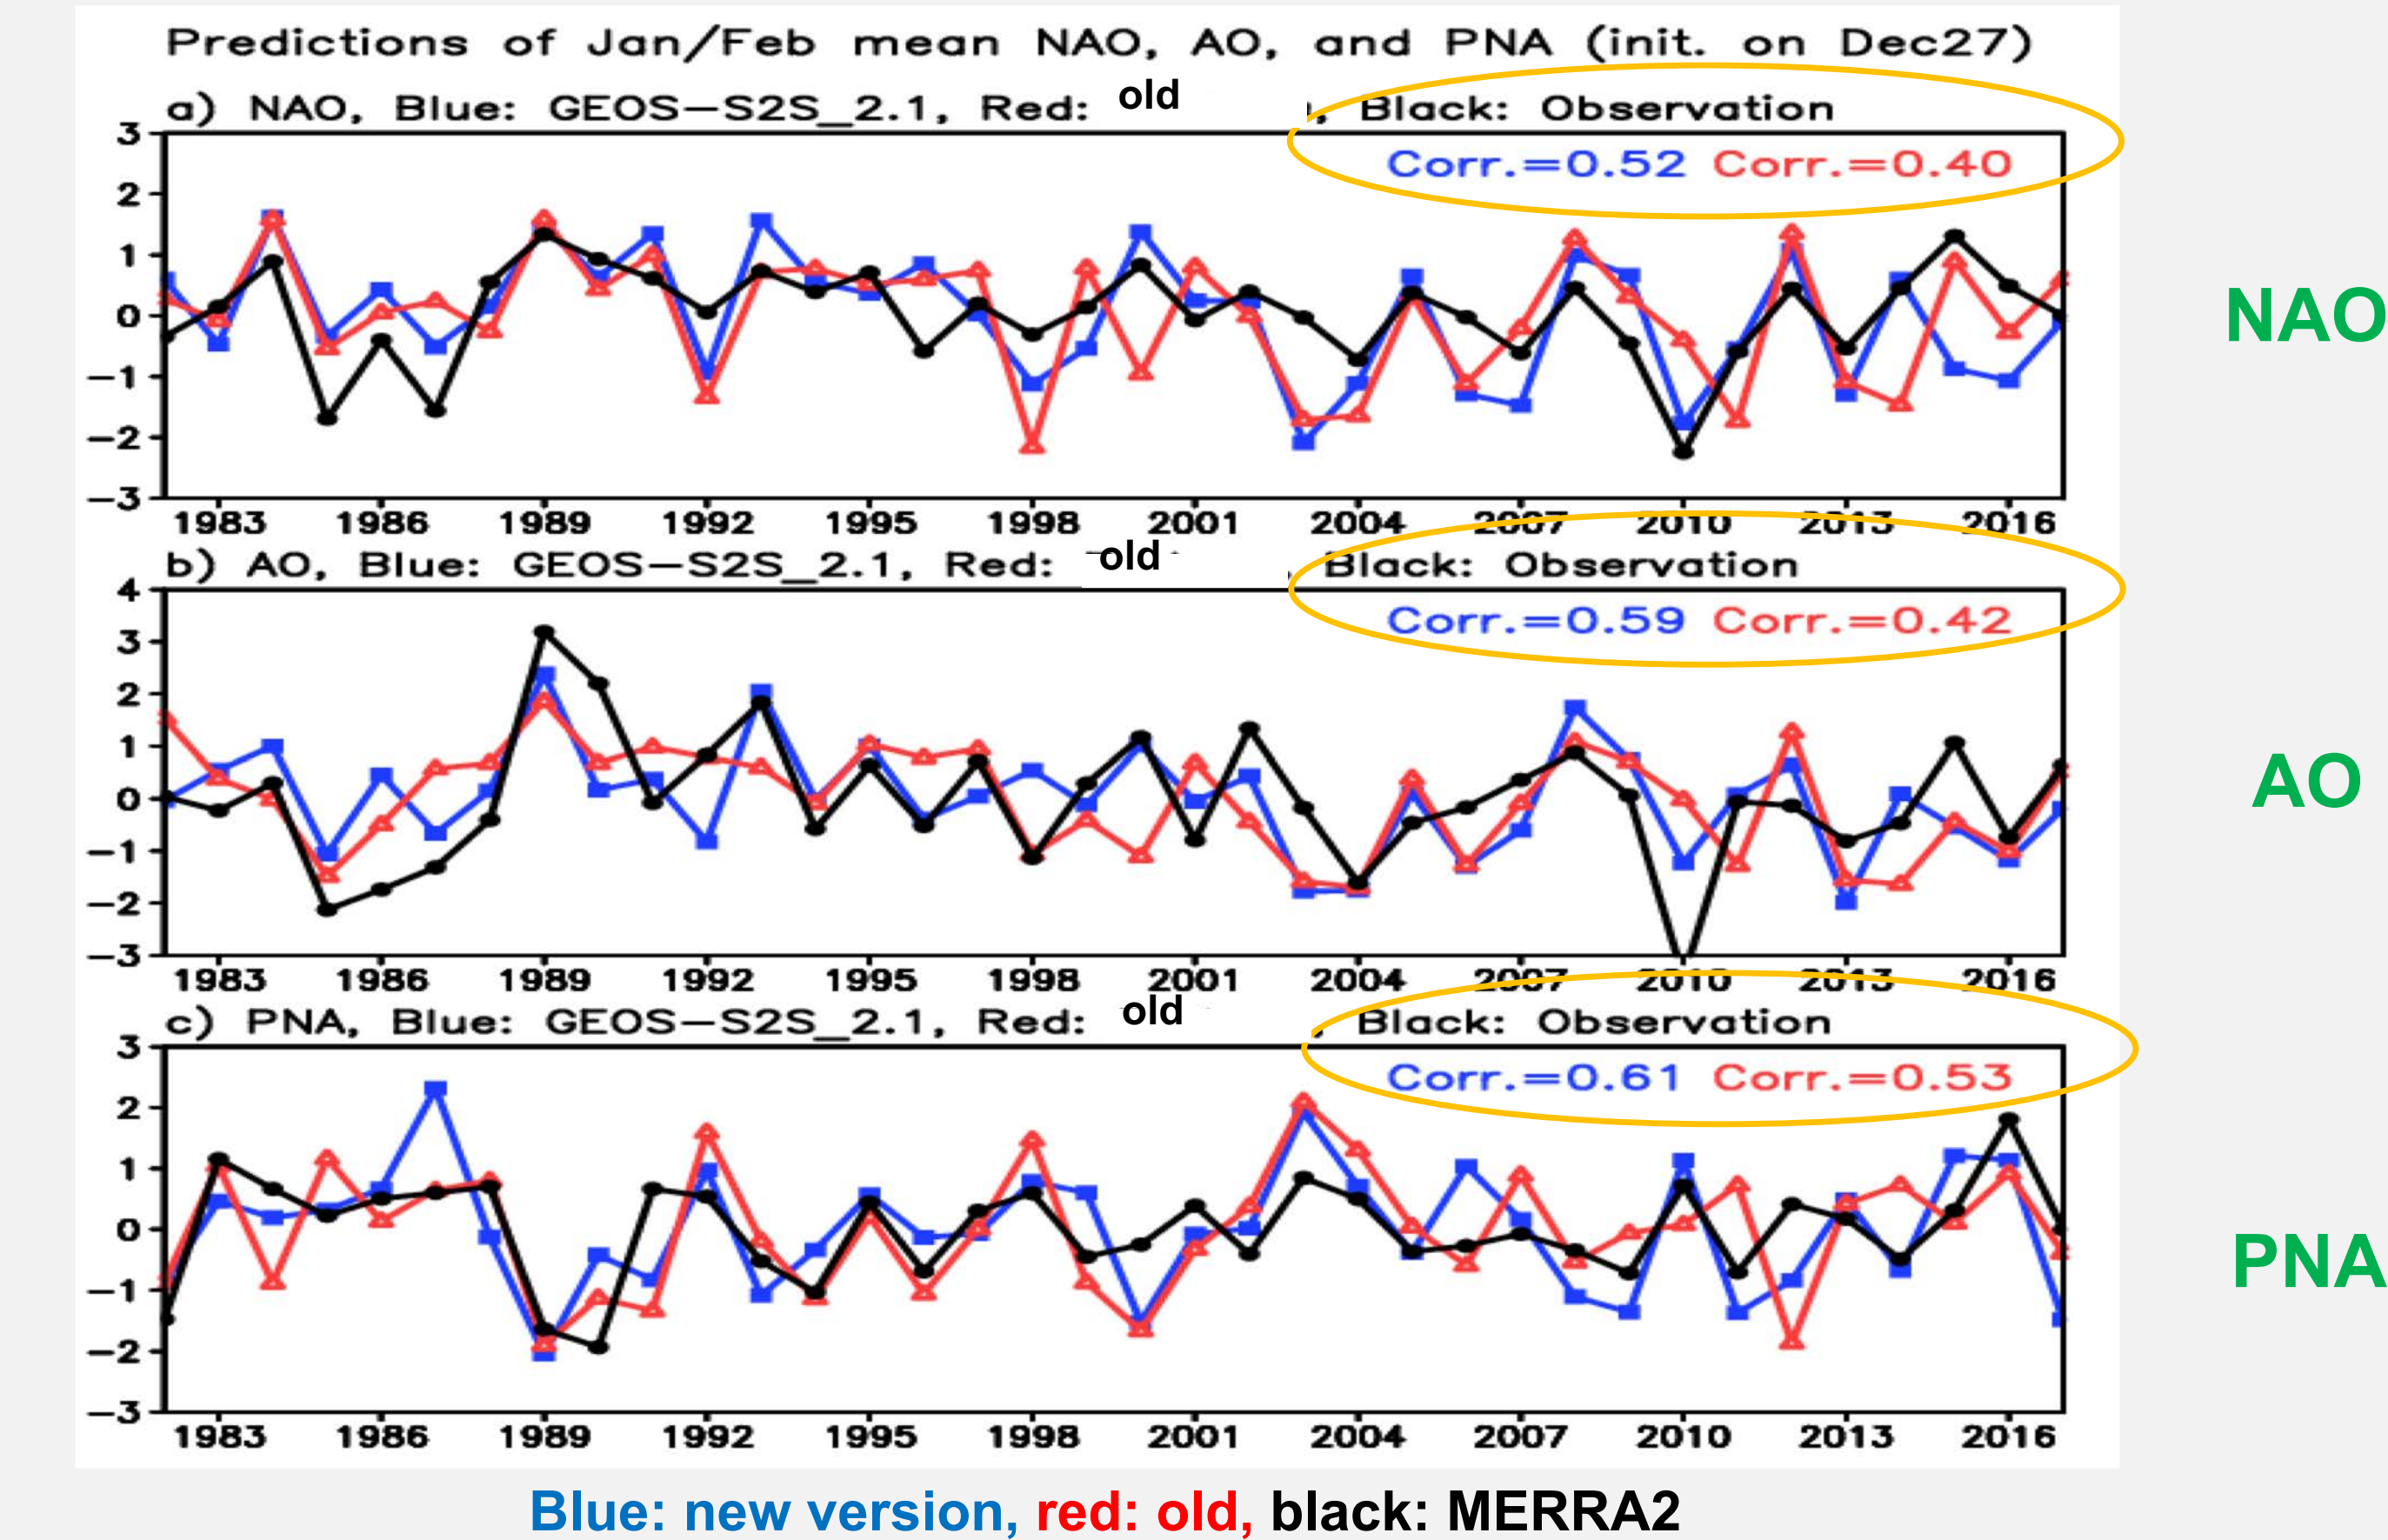 Predictions of Jan/Feb mean NAO, AO, and PNA (init. on Dec27)
a) NAO, Blue: GEOS-S2S_2.1, Red: old , Black: Observation
Corr.=0.52 Corr.=0.40
3
2
1
0
-1
-2
-3
1983 1986 1989 1992 1995 1998 2001 2004 2007 2010 2013 2016
NAO
b) AO, Blue: GEOS-S2S_2.1, Red: old , Black: Observation
Corr.=0.59 Corr.=0.42
4
3
2
1
0
-1
-2
-3
1983 1986 1989 1992 1995 1998 2001 2004 2007 2010 2013 2016
AO
c) PNA, Blue: GEOS-S2S_2.1, Red: old , Black: Observation
Corr.=0.61 Corr.=0.53
3
2
1
0
-1
-2
-3
1983 1986 1989 1992 1995 1998 2001 2004 2007 2010 2013 2016
PNA
Blue: new version, red: old, black: MERRA2